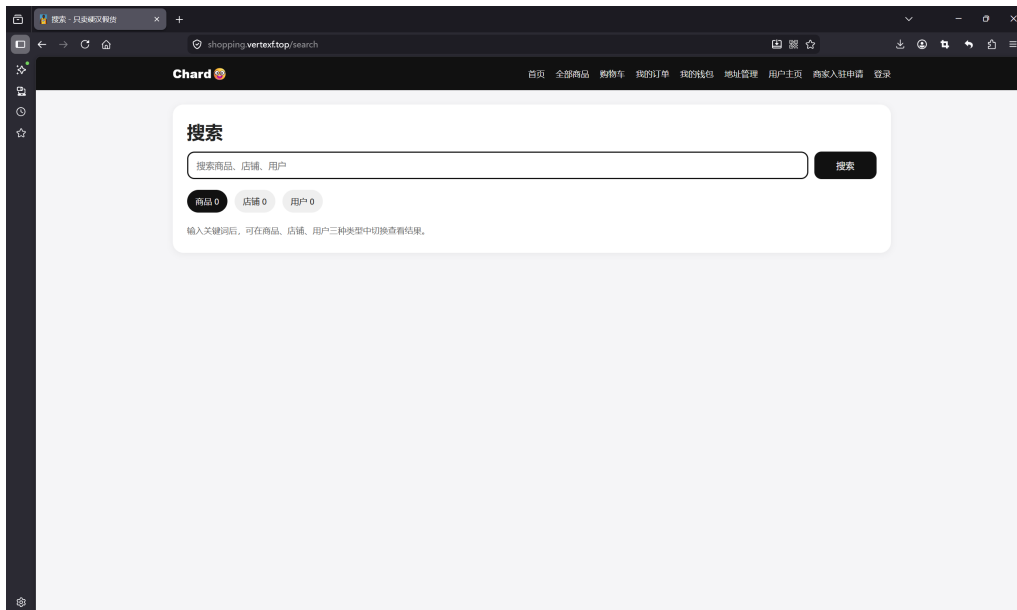 搜索 - 只卖硬汉假货
shopping.vertexf.top/search
Chard
首页 全部商品 购物车 我的订单 我的钱包 地址管理 用户主页 商家入驻申请 登录
搜索
搜索商品、店铺、用户
搜索
商品 0 店铺 0 用户 0
输入关键词后，可在商品、店铺、用户三种类型中切换查看结果。